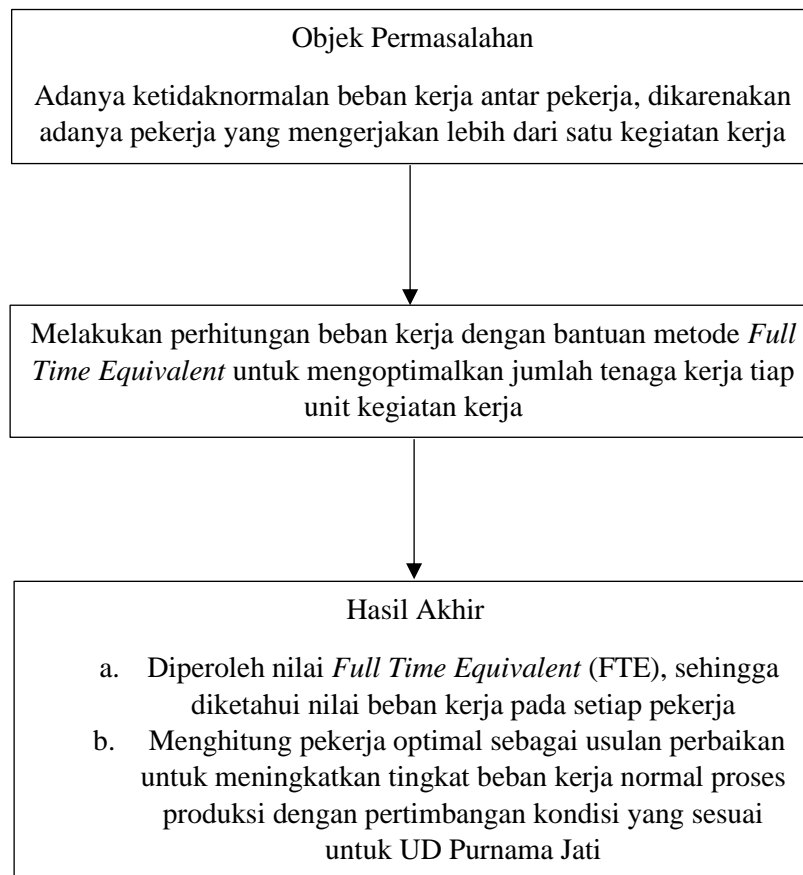 Objek Permasalahan
Adanya ketidaknormalan beban kerja antar pekerja, dikarenakan
adanya pekerja yang mengerjakan lebih dari satu kegiatan kerja
Melakukan perhitungan beban kerja dengan bantuan metode Full
Time Equivalent untuk mengoptimalkan jumlah tenaga kerja tiap
unit kegiatan kerja
Hasil Akhir
a. Diperoleh nilai Full Time Equivalent (FTE), sehingga
diketahui nilai beban kerja pada setiap pekerja
b. Menghitung pekerja optimal sebagai usulan perbaikan
untuk meningkatkan tingkat beban kerja normal proses
produksi dengan pertimbangan kondisi yang sesuai
untuk UD Purnama Jati